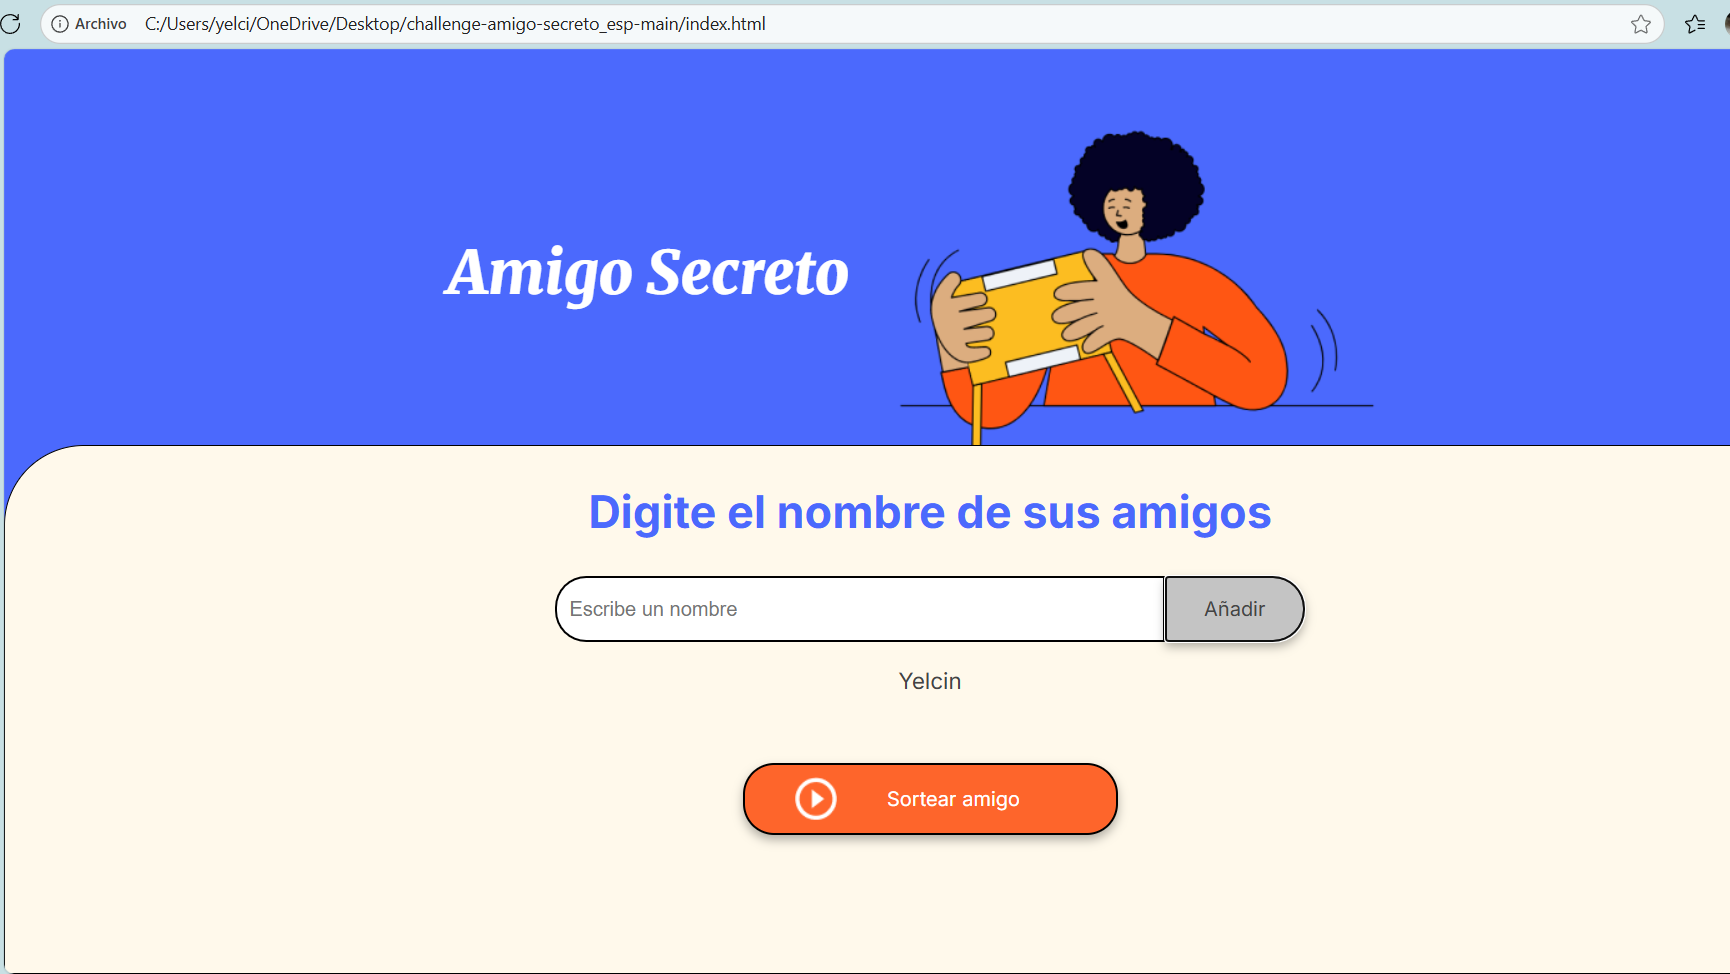 Archivo C:/Users/yelci/OneDrive/Desktop/challenge-amigo-secreto_esp-main/index.html
Amigo Secreto
Digite el nombre de sus amigos
Escribe un nombre Añadir
Yelcin
Sortear amigo